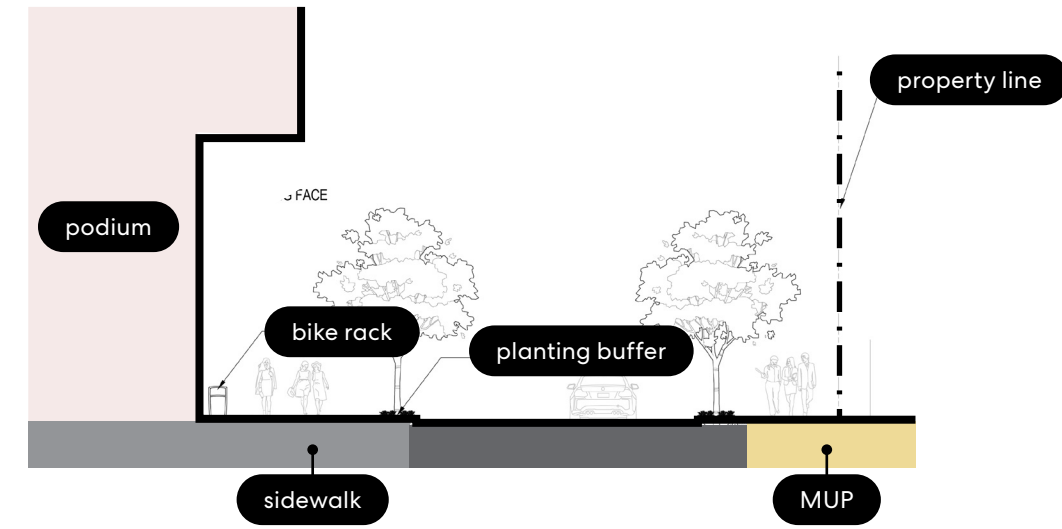 property line
FACE
podium
bike rack
planting buffer
sidewalk
MUP